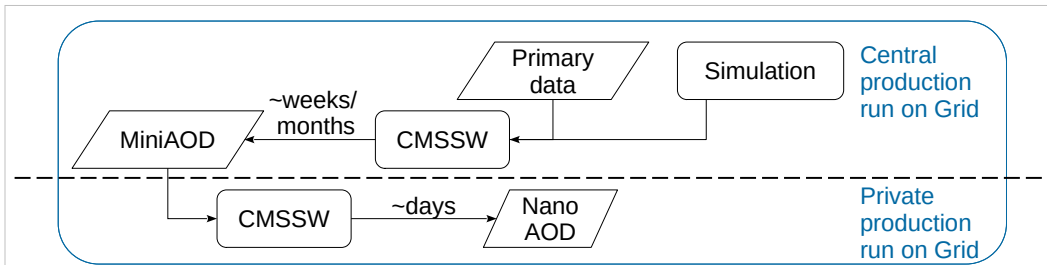 Primary
data
Simulation
Central
production
run on Grid
~weeks/
months
MiniAOD
CMSSW
CMSSW
~days
Nano
AOD
Private
production
run on Grid